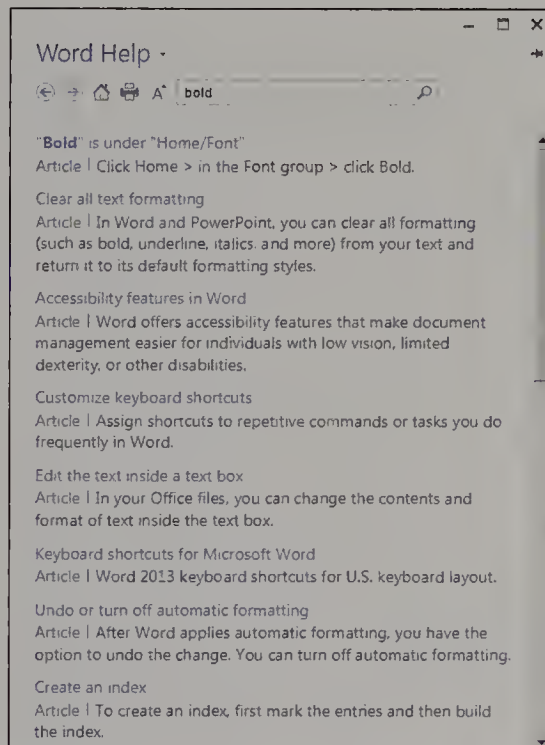 Word Help
A
bold
"Bold" is under "Home/Font"
Article | Click Home > in the Font group > click Bold.
Clear all text formatting
Article | In Word and PowerPoint, you can clear all formatting
(such as bold, underline, italics, and more) from your text and
return it to its default formatting styles.
Accessibility features in Word
Article | Word offers accessibility features that make document
management easier for individuals with low vision, limited
dexterity, or other disabilities.
Customize keyboard shortcuts
Article | Assign shortcuts to repetitive commands or tasks you do
frequently in Word.
Edit the text inside a text box
Article | In your Office files, you can change the contents and
format of text inside the text box.
Keyboard shortcuts for Microsoft Word
Article | Word 2013 keyboard shortcuts for U.S. keyboard layout.
Undo or turn off automatic formatting
Article | After Word applies automatic formatting, you have the
option to undo the change. You can turn off automatic formatting.
Create an index
Article | To create an index, first mark the entries and then build
the index.